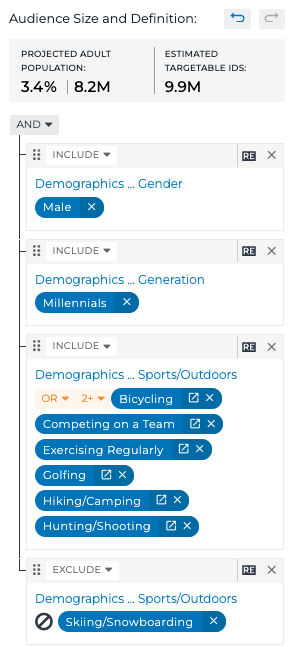 Audience Size and Definition:
PROJECTED ADULT
POPULATION:
3.4% | 8.2M
ESTIMATED
TARGETABLE IDS:
9.9M
AND
INCLUDE RE
Demographics ... Gender
Male
INCLUDE RE
Demographics ... Generation
Millennials
INCLUDE RE
Demographics ... Sports/Outdoors
OR 2+ Bicycling
Competing on a Team
Exercising Regularly
Golfing
Hiking/Camping
Hunting/Shooting
EXCLUDE RE
Demographics ... Sports/Outdoors
Skiing/Snowboarding